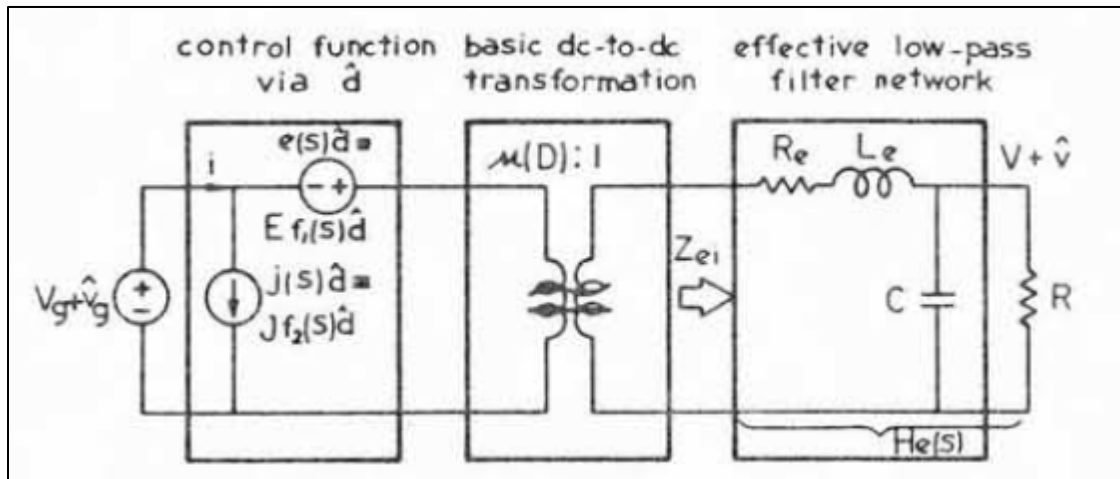 control function
via d̂
basic dc-to-dc
transformation
effective low-pass
filter network
e(s)d̂ =
E f₁(s)d̂
i
j(s)d̂ =
J f₂(s)d̂
Vg+v̂g
μ(D):1
Zei
Re
Le
C
V + v̂
R
He(s)